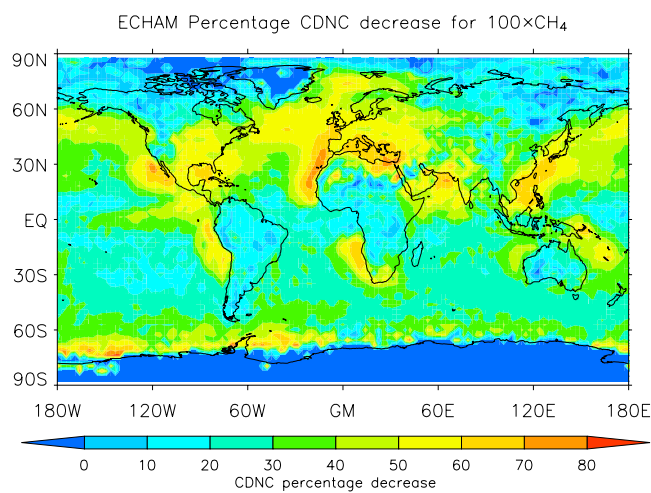 ECHAM Percentage CDNC decrease for 100×CH₄
90N
60N
30N
EQ
30S
60S
90S
180W 120W 60W GM 60E 120E 180E
0 10 20 30 40 50 60 70 80
CDNC percentage decrease